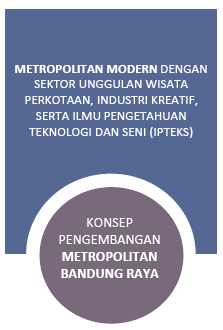 METROPOLITAN MODERN DENGAN
SEKTOR UNGGULAN WISATA
PERKOTAAN, INDUSTRI KREATIF,
SERTA ILMU PENGETAHUAN
TEKNOLOGI DAN SENI (IPTEKS)
KONSEP
PENGEMBANGAN
METROPOLITAN
BANDUNG RAYA